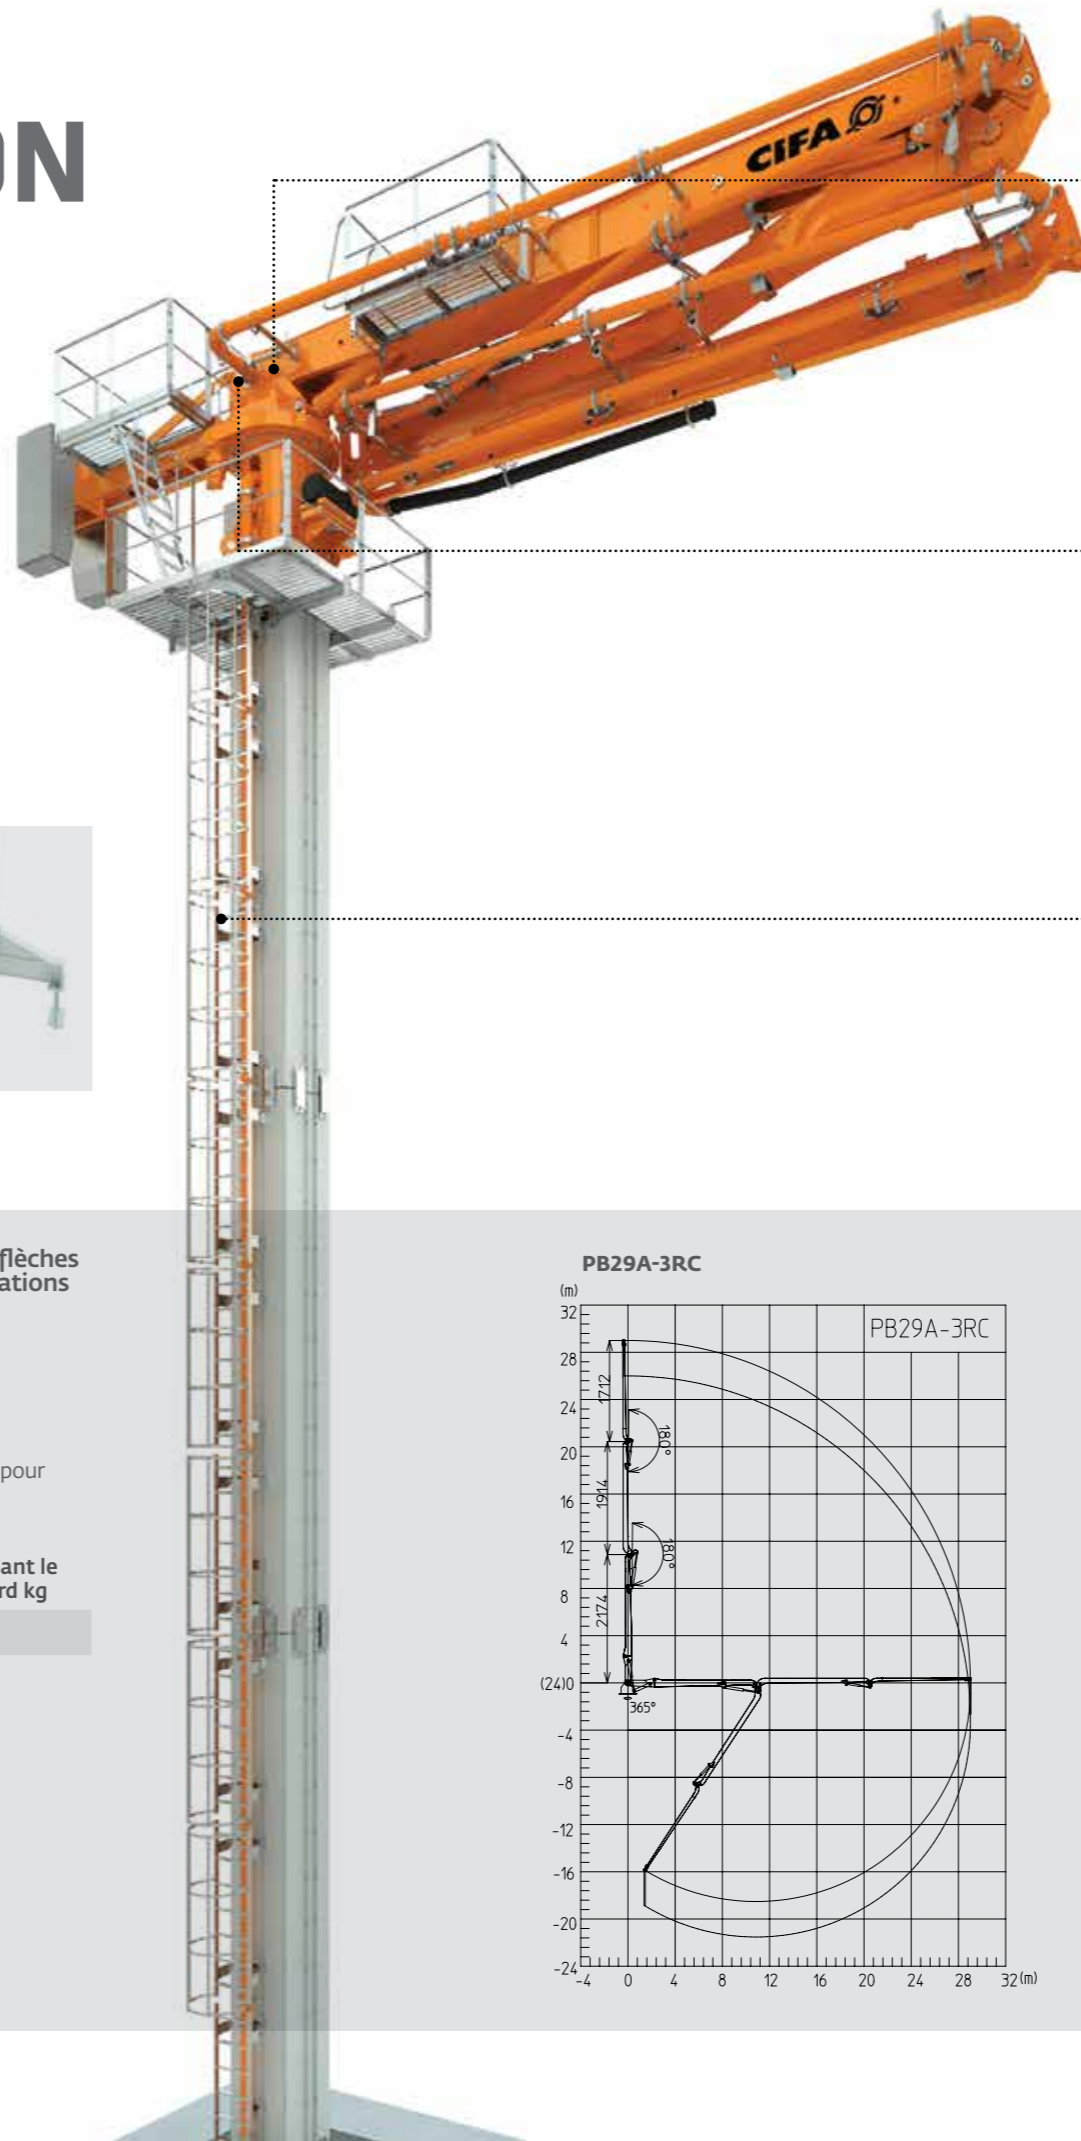 ON
CIFA
flèches
ations
pour
ant le
rd kg
PB29A-3RC
(m)
PB29A-3RC
32
28
24
20
16
12
8
4
(24)0
-4
-8
-12
-16
-20
-24
1712
180°
1914
180°
2174
365°
-4 0 4 8 12 16 20 24 28 32 (m)